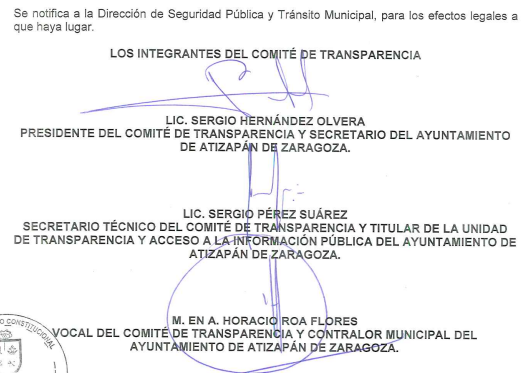 Se notifica a la Dirección de Seguridad Pública y Tránsito Municipal, para los efectos legales a
que haya lugar.
LOS INTEGRANTES DEL COMITÉ DE TRANSPARENCIA
LIC. SERGIO HERNÁNDEZ OLVERA
PRESIDENTE DEL COMITÉ DE TRANSPARENCIA Y SECRETARIO DEL AYUNTAMIENTO
DE ATIZAPÁN DE ZARAGOZA.
LIC. SERGIO PÉREZ SUÁREZ
SECRETARIO TÉCNICO DEL COMITÉ DE TRANSPARENCIA Y TITULAR DE LA UNIDAD
DE TRANSPARENCIA Y ACCESO A LA INFORMACIÓN PÚBLICA DEL AYUNTAMIENTO DE
ATIZAPÁN DE ZARAGOZA.
M. EN A. HORACIO ROA FLORES
VOCAL DEL COMITÉ DE TRANSPARENCIA Y CONTRALOR MUNICIPAL DEL
AYUNTAMIENTO DE ATIZAPÁN DE ZARAGOZA.
CONSTITUCIONAL